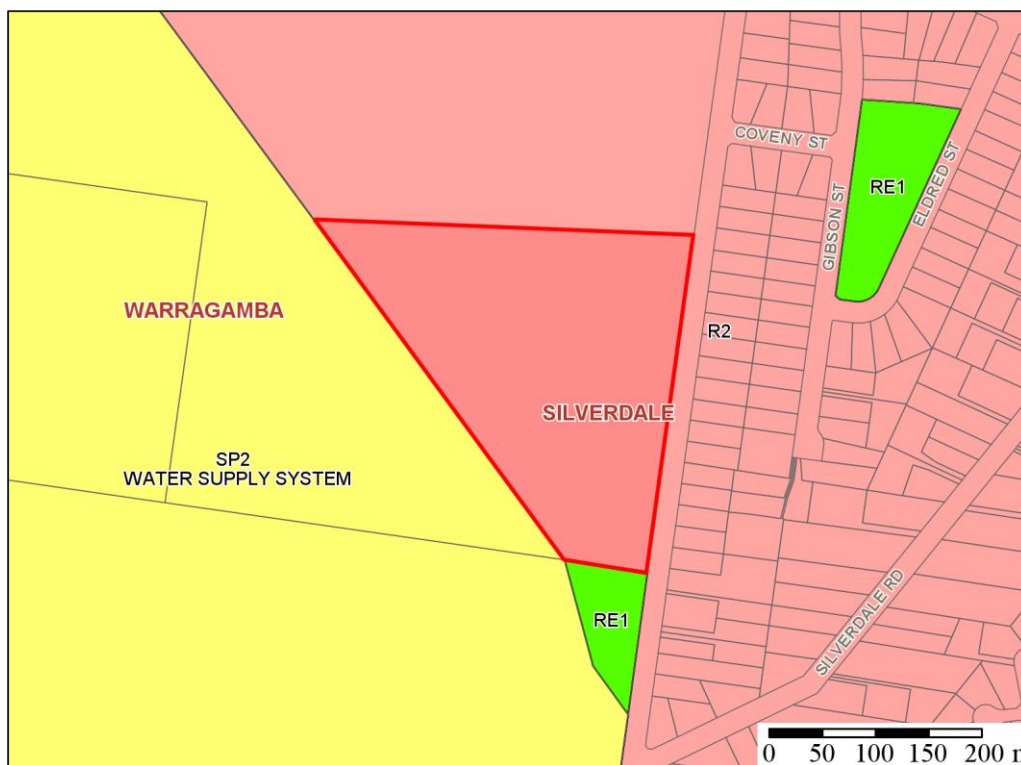 COVENY ST
RE1
GIBSON ST
ELDRED ST
WARRAGAMBA
R2
SILVERDALE
SP2
WATER SUPPLY SYSTEM
RE1
SILVERDALE RD
0 50 100 150 200 m